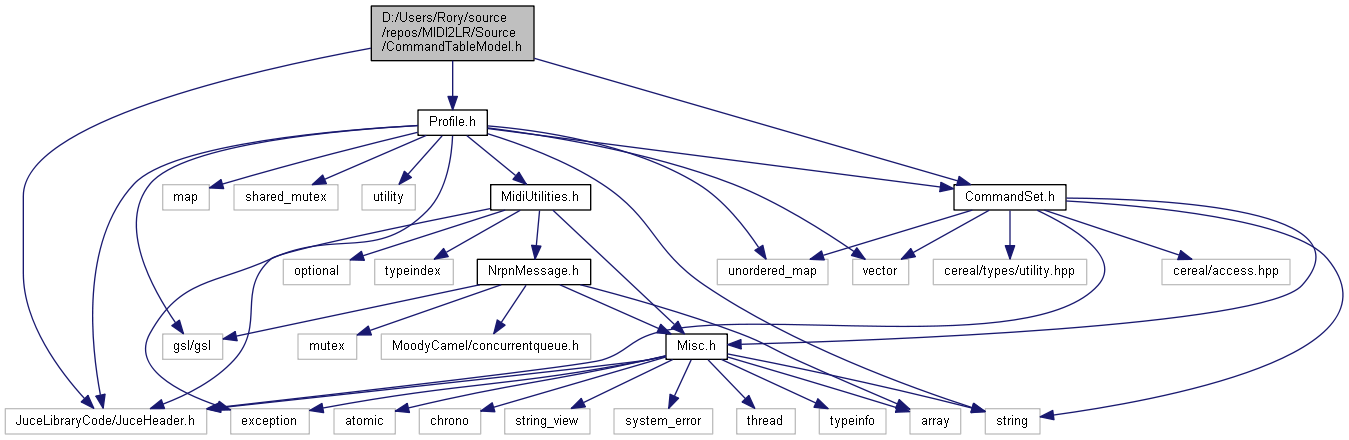 D:/Users/Rory/source
/repos/MIDI2LR/Source
/CommandTableModel.h
Profile.h
map
shared_mutex
utility
MidiUtilities.h
CommandSet.h
optional
typeindex
NrpnMessage.h
unordered_map
vector
cereal/types/utility.hpp
cereal/access.hpp
gsl/gsl
mutex
MoodyCamel/concurrentqueue.h
Misc.h
JuceLibraryCode/JuceHeader.h
exception
atomic
chrono
string_view
system_error
thread
typeinfo
array
string